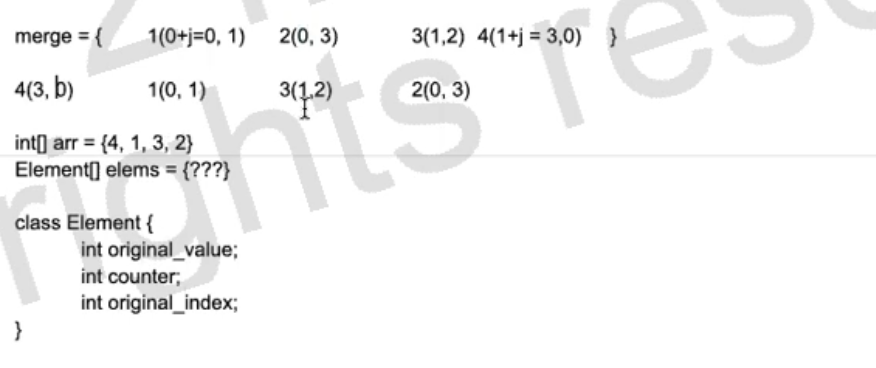 merge = { 1(0+j=0, 1) 2(0, 3) 3(1,2) 4(1+j = 3,0) }
4(3, b) 1(0, 1) 3(1,2) 2(0, 3)
int[] arr = {4, 1, 3, 2}
Element[] elems = {???}
class Element {
int original_value;
int counter;
int original_index;
}
rights res